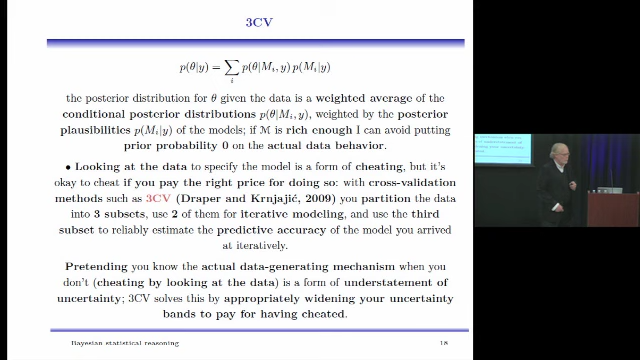 3CV
p(θ|y) = ∑ p(θ|Mᵢ, y) p(Mᵢ|y)
i
the posterior distribution for θ given the data is a weighted average of the
conditional posterior distributions p(θ|Mᵢ, y), weighted by the posterior
plausibilities p(Mᵢ|y) of the models; if M is rich enough I can avoid putting
prior probability 0 on the actual data behavior.
• Looking at the data to specify the model is a form of cheating, but it's
okay to cheat if you pay the right price for doing so: with cross-validation
methods such as 3CV (Draper and Krnjajić, 2009) you partition the data
into 3 subsets, use 2 of them for iterative modeling, and use the third
subset to reliably estimate the predictive accuracy of the model you arrived
at iteratively.
Pretending you know the actual data-generating mechanism when you
don't (cheating by looking at the data) is a form of understatement of
uncertainty; 3CV solves this by appropriately widening your uncertainty
bands to pay for having cheated.
Bayesian statistical reasoning
18